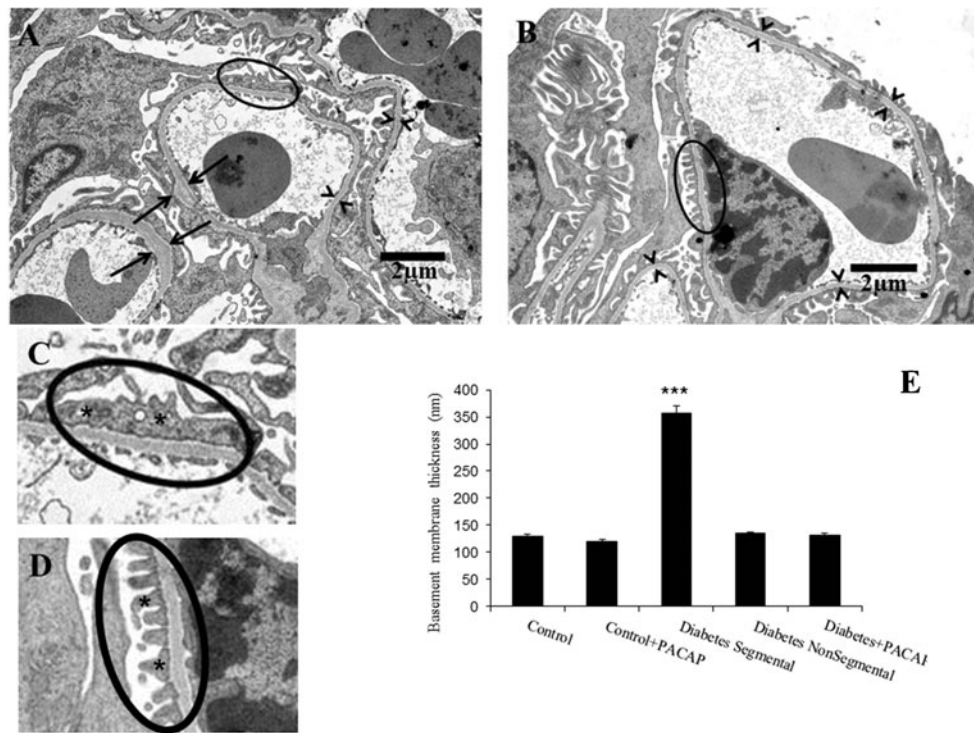 A
2μm
B
2μm
C
*
*
D
*
*
E
Basement membrane thickness (nm)
400
350
300
250
200
150
100
50
0
***
Control
Control+PACAP
Diabetes Segmental
Diabetes NonSegmental
Diabetes+PACAP